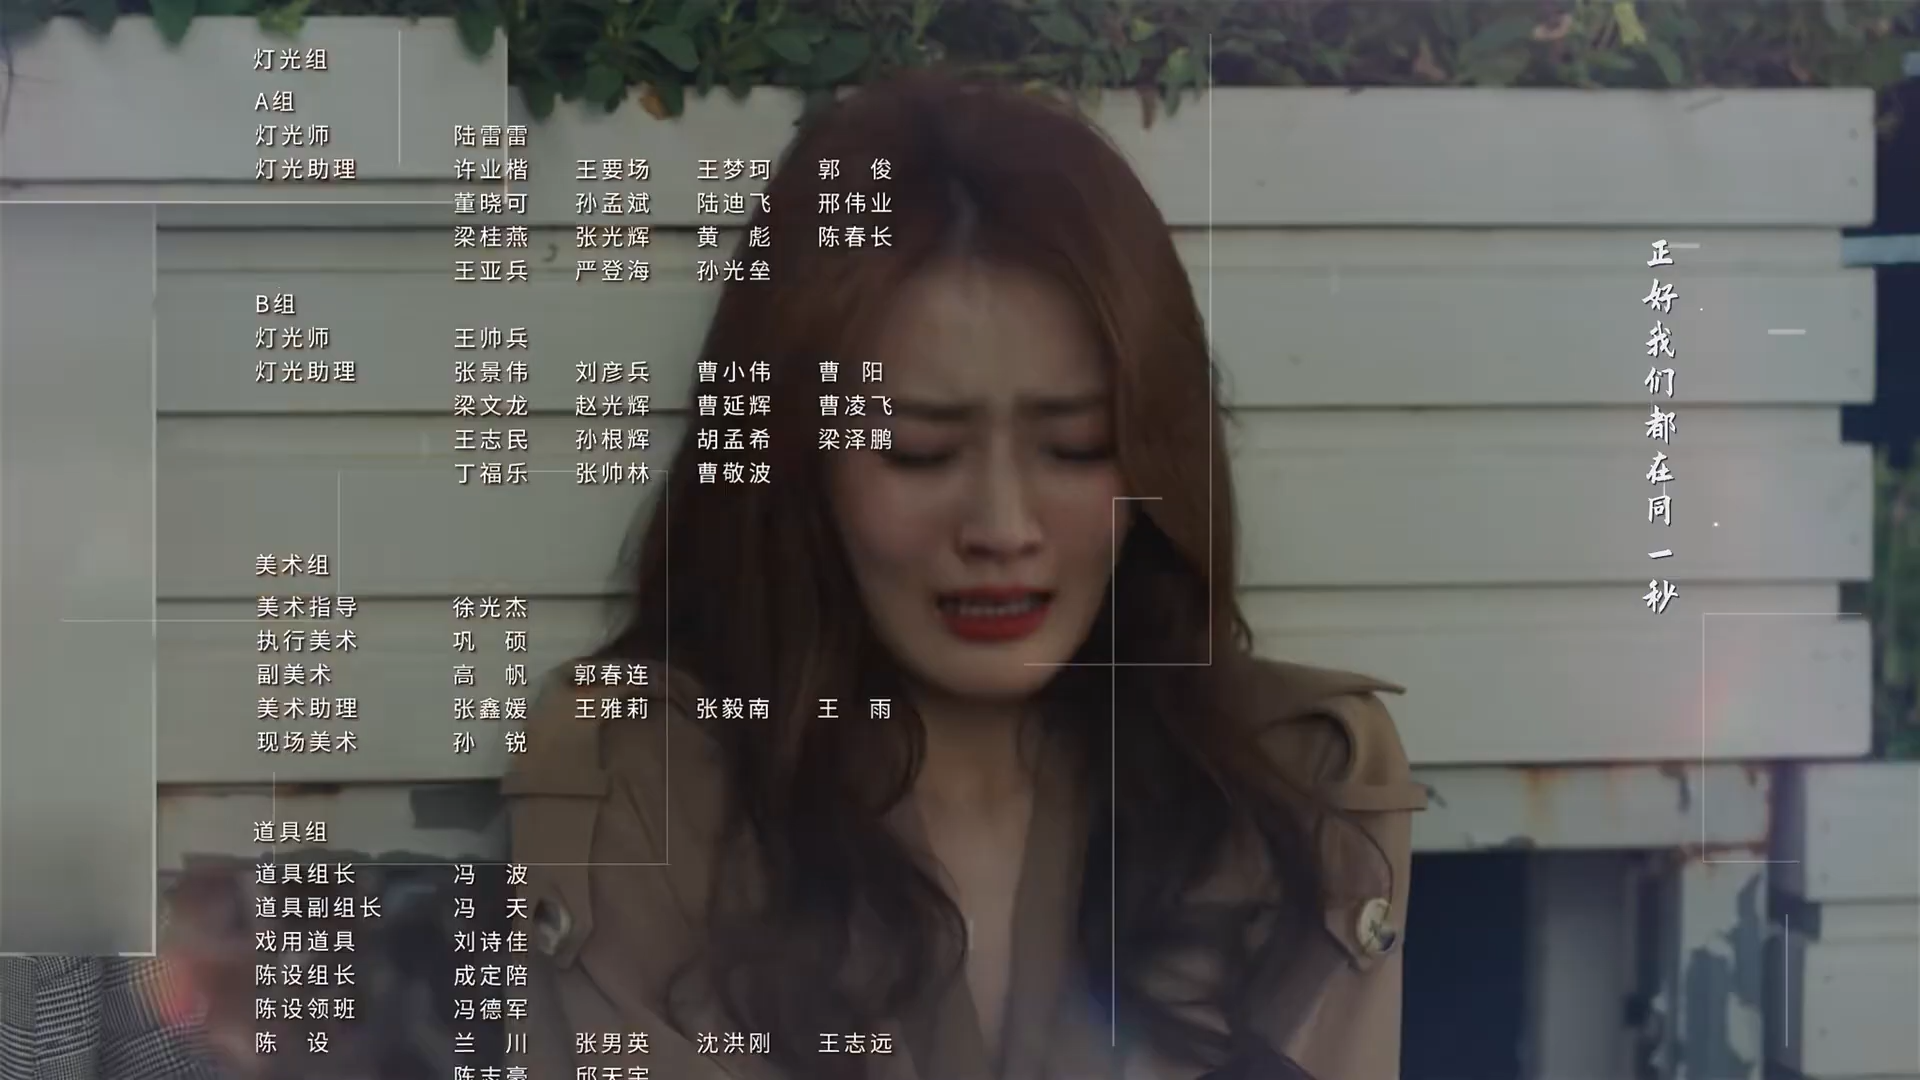 灯光组
A组
灯光师 陆雷雷
灯光助理 许业楷 王要场 王梦珂 郭 俊
董晓可 孙孟斌 陆迪飞 邢伟业
梁桂燕 张光辉 黄 彪 陈春长
王亚兵 严登海 孙光垒
B组
灯光师 王帅兵
灯光助理 张景伟 刘彦兵 曹小伟 曹 阳
梁文龙 赵光辉 曹延辉 曹凌飞
王志民 孙根辉 胡孟希 梁泽鹏
丁福乐 张帅林 曹敬波
美术组
美术指导 徐光杰
执行美术 巩 硕
副美术 高 帆 郭春连
美术助理 张鑫媛 王雅莉 张毅南 王 雨
现场美术 孙 锐
道具组
道具组长 冯 波
道具副组长 冯 天
戏用道具 刘诗佳
陈设组长 成定陪
陈设领班 冯德军
陈 设 兰 川 张男英 沈洪刚 王志远
陈志豪 邱天宇
正好我们都在同一秒